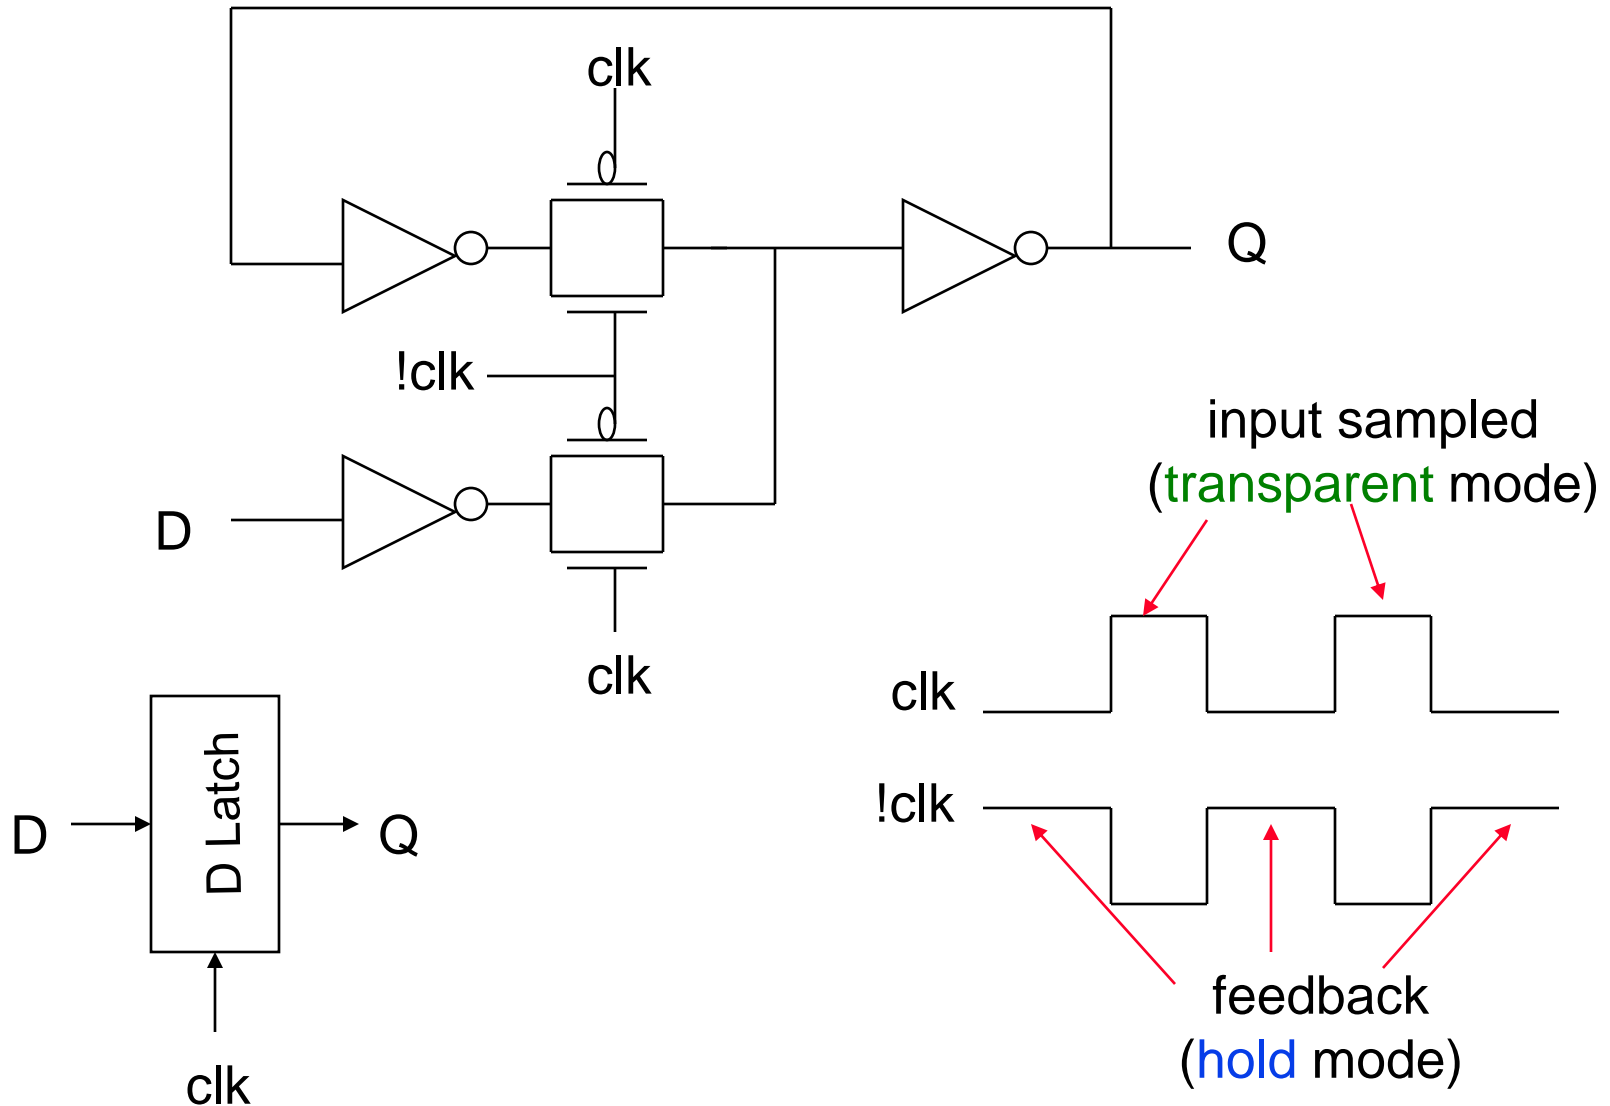 clk
Q
!clk
D
clk
input sampled
(transparent mode)
clk
!clk
D
D Latch
Q
clk
feedback
(hold mode)